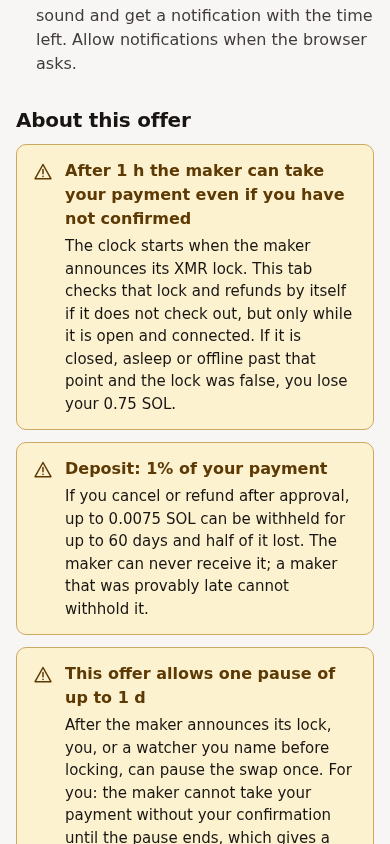 sound and get a notification with the time
left. Allow notifications when the browser
asks.
About this offer
After 1 h the maker can take
your payment even if you have
not confirmed
The clock starts when the maker
announces its XMR lock. This tab
checks that lock and refunds by itself
if it does not check out, but only while
it is open and connected. If it is
closed, asleep or offline past that
point and the lock was false, you lose
your 0.75 SOL.
Deposit: 1% of your payment
If you cancel or refund after approval,
up to 0.0075 SOL can be withheld for
up to 60 days and half of it lost. The
maker can never receive it; a maker
that was provably late cannot
withhold it.
This offer allows one pause of
up to 1 d
After the maker announces its lock,
you, or a watcher you name before
locking, can pause the swap once. For
you: the maker cannot take your
payment without your confirmation
until the pause ends, which gives a